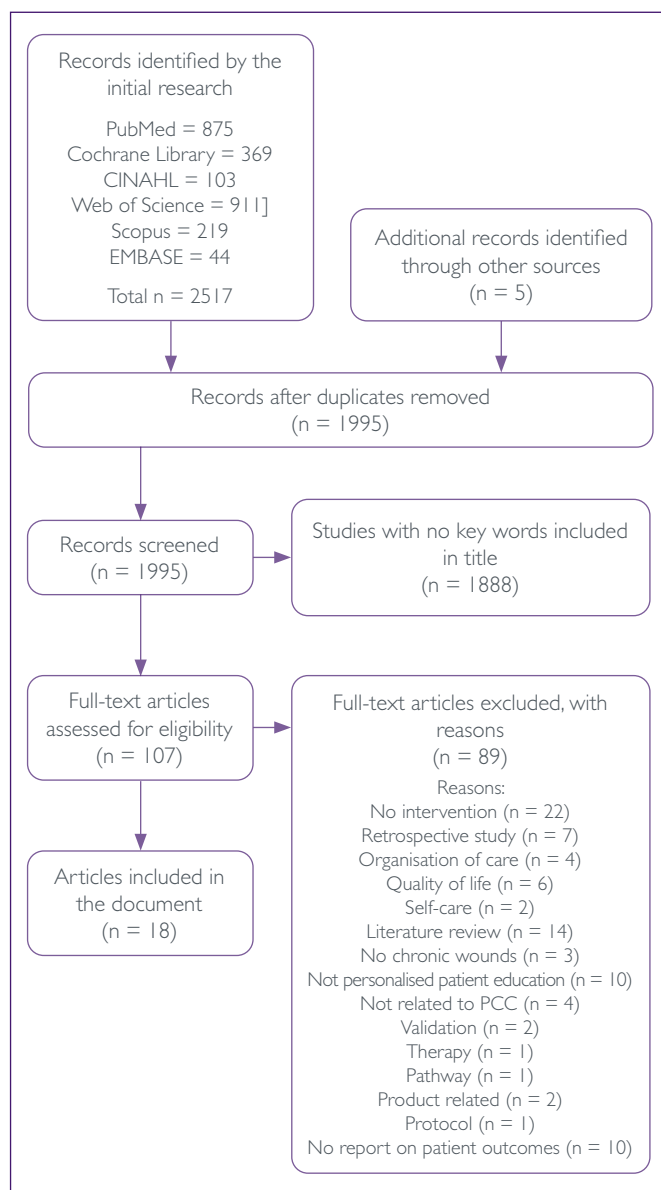 Records identified by the
initial research
PubMed = 875
Cochrane Library = 369
CINAHL = 103
Web of Science = 911]
Scopus = 219
EMBASE = 44
Total n = 2517
Additional records identified
through other sources
(n = 5)
Records after duplicates removed
(n = 1995)
Records screened
(n = 1995)
Studies with no key words included
in title
(n = 1888)
Full-text articles
assessed for eligibility
(n = 107)
Full-text articles excluded, with
reasons
(n = 89)
Reasons:
No intervention (n = 22)
Retrospective study (n = 7)
Organisation of care (n = 4)
Quality of life (n = 6)
Self-care (n = 2)
Literature review (n = 14)
No chronic wounds (n = 3)
Not personalised patient education (n = 10)
Not related to PCC (n = 4)
Validation (n = 2)
Therapy (n = 1)
Pathway (n = 1)
Product related (n = 2)
Protocol (n = 1)
No report on patient outcomes (n = 10)
Articles included in
the document
(n = 18)